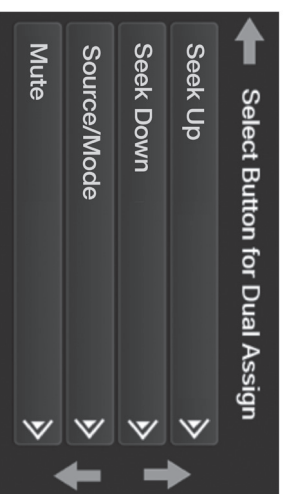 Select Button for Dual Assign
Seek Up
Seek Down
Source/Mode
Mute